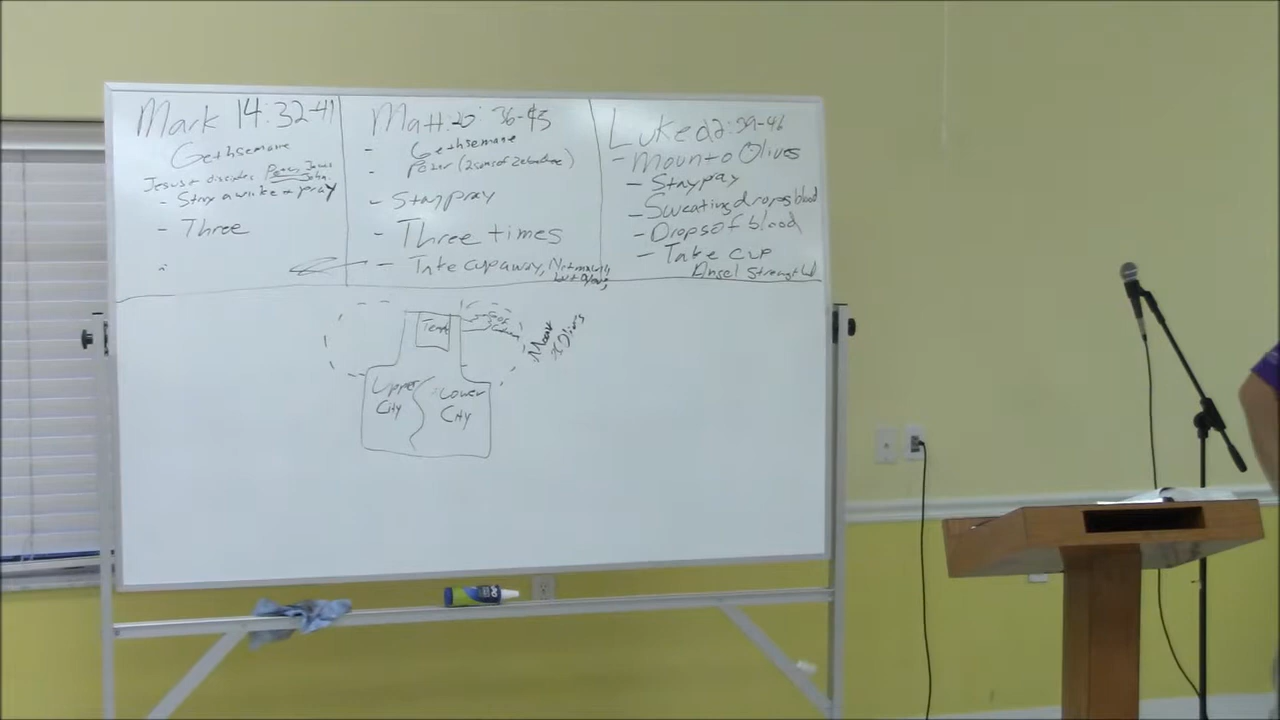 Mark 14:32-41
Gethsemane
Jesus + disciples Peter, James
John.
- Stay awake + pray
- Three
-
Matt 26: 36-45
- Gethsemane
- Peter (2 sons of Zebedee)
- Stay pray
- Three times
- Take cup away, Not my will,
Luke 22:39-46
- Mount o Olives
- Stay pray
- Sweating drops blood
- Drops of blood
- Take cup
Angel Strength
Temp
Mount
Olives
Upper
City
Lower
City